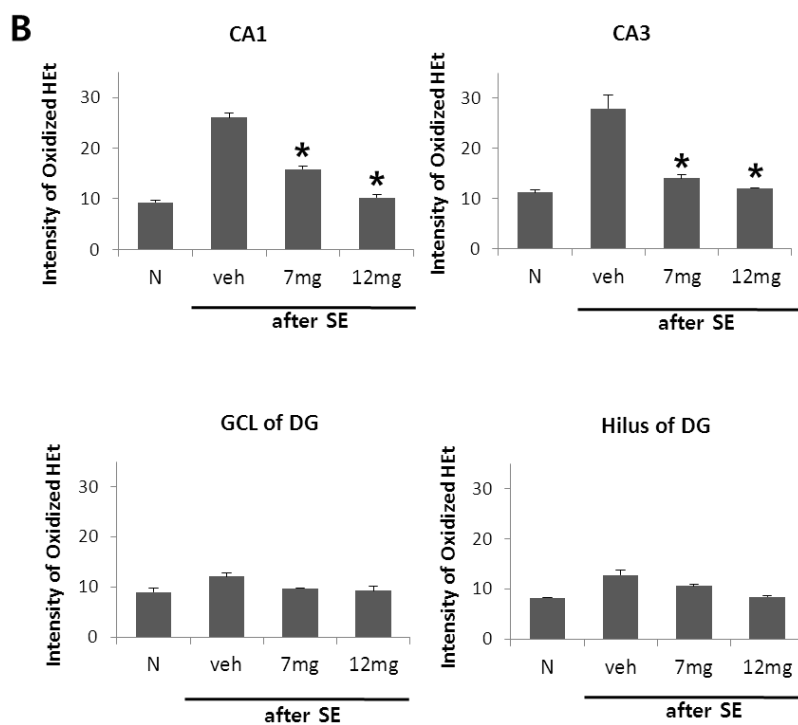 B
CA1
Intensity of Oxidized HEt
30
20
10
0
*
*
N veh 7mg 12mg
after SE
CA3
Intensity of Oxidized HEt
30
20
10
0
*
*
N veh 7mg 12mg
after SE
GCL of DG
Intensity of Oxidized HEt
30
20
10
0
N veh 7mg 12mg
after SE
Hilus of DG
Intensity of Oxidized HEt
30
20
10
0
N veh 7mg 12mg
after SE